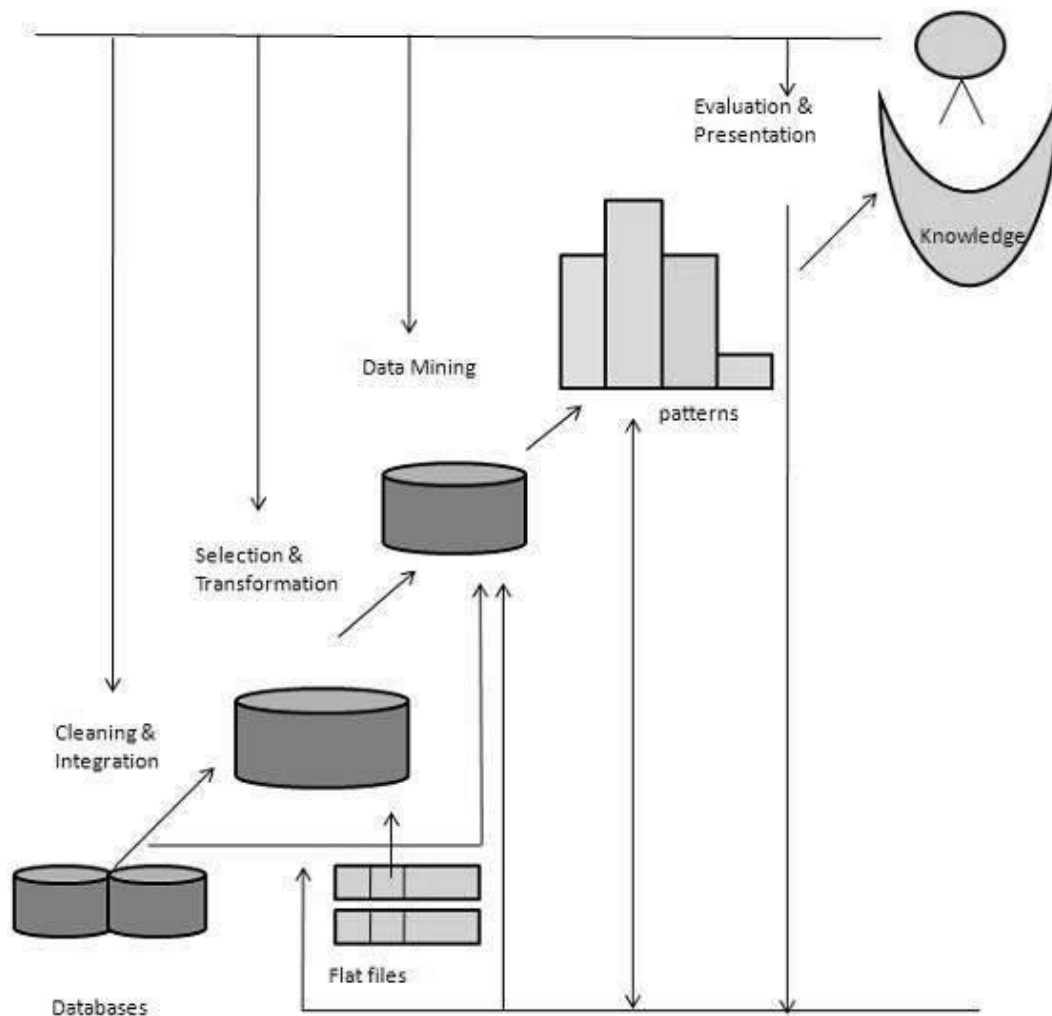 Evaluation &
Presentation
Knowledge
Data Mining
patterns
Selection &
Transformation
Cleaning &
Integration
Flat files
Databases